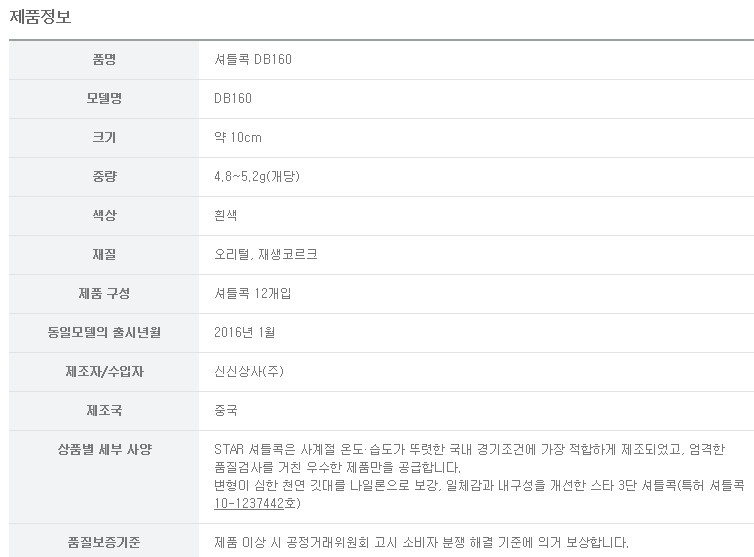 제품정보
품명 셔틀콕 DB160
모델명 DB160
크기 약 10cm
중량 4.8~5.2g(개당)
색상 흰색
재질 오리털, 재생코르크
제품 구성 셔틀콕 12개입
동일모델의 출시년월 2016년 1월
제조자/수입자 신신상사(주)
제조국 중국
상품별 세부 사양 STAR 셔틀콕은 사계절 온도·습도가 뚜렷한 국내 경기조건에 가장 적합하게 제조되었고, 엄격한
품질검사를 거친 우수한 제품만을 공급합니다.
변형이 심한 천연 깃대를 나일론으로 보강, 일체감과 내구성을 개선한 스타 3단 셔틀콕(특허 셔틀콕
10-1237442호)
품질보증기준 제품 이상 시 공정거래위원회 고시 소비자 분쟁 해결 기준에 의거 보상합니다.